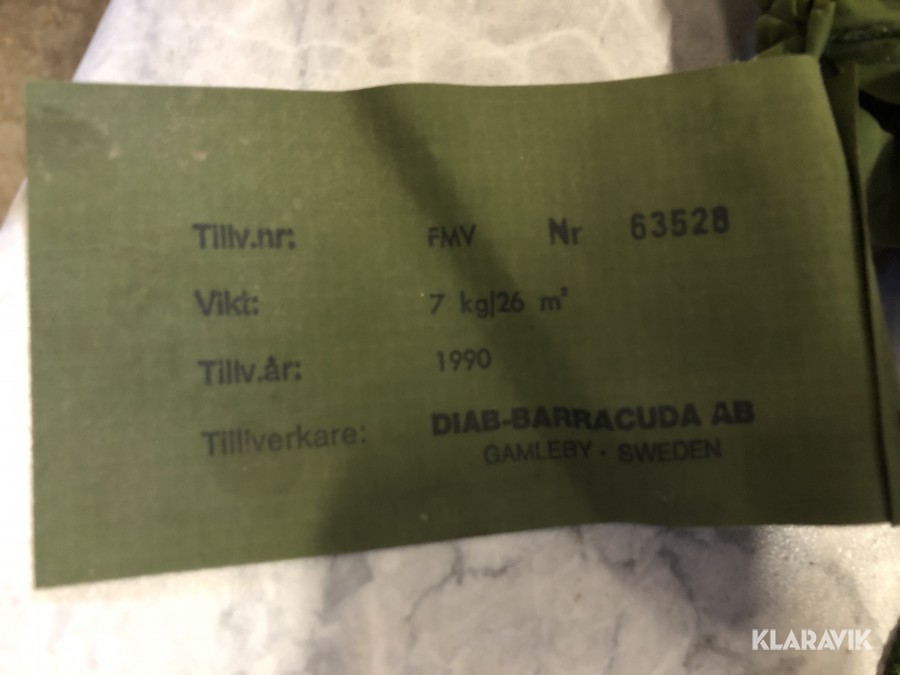 Tillv.nr: FMV Nr 63528
Vikt: 7 kg/26 m²
Tillv.år: 1990
Tillverkare: DIAB-BARRACUDA AB
GAMLEBY · SWEDEN
KLARAVIK